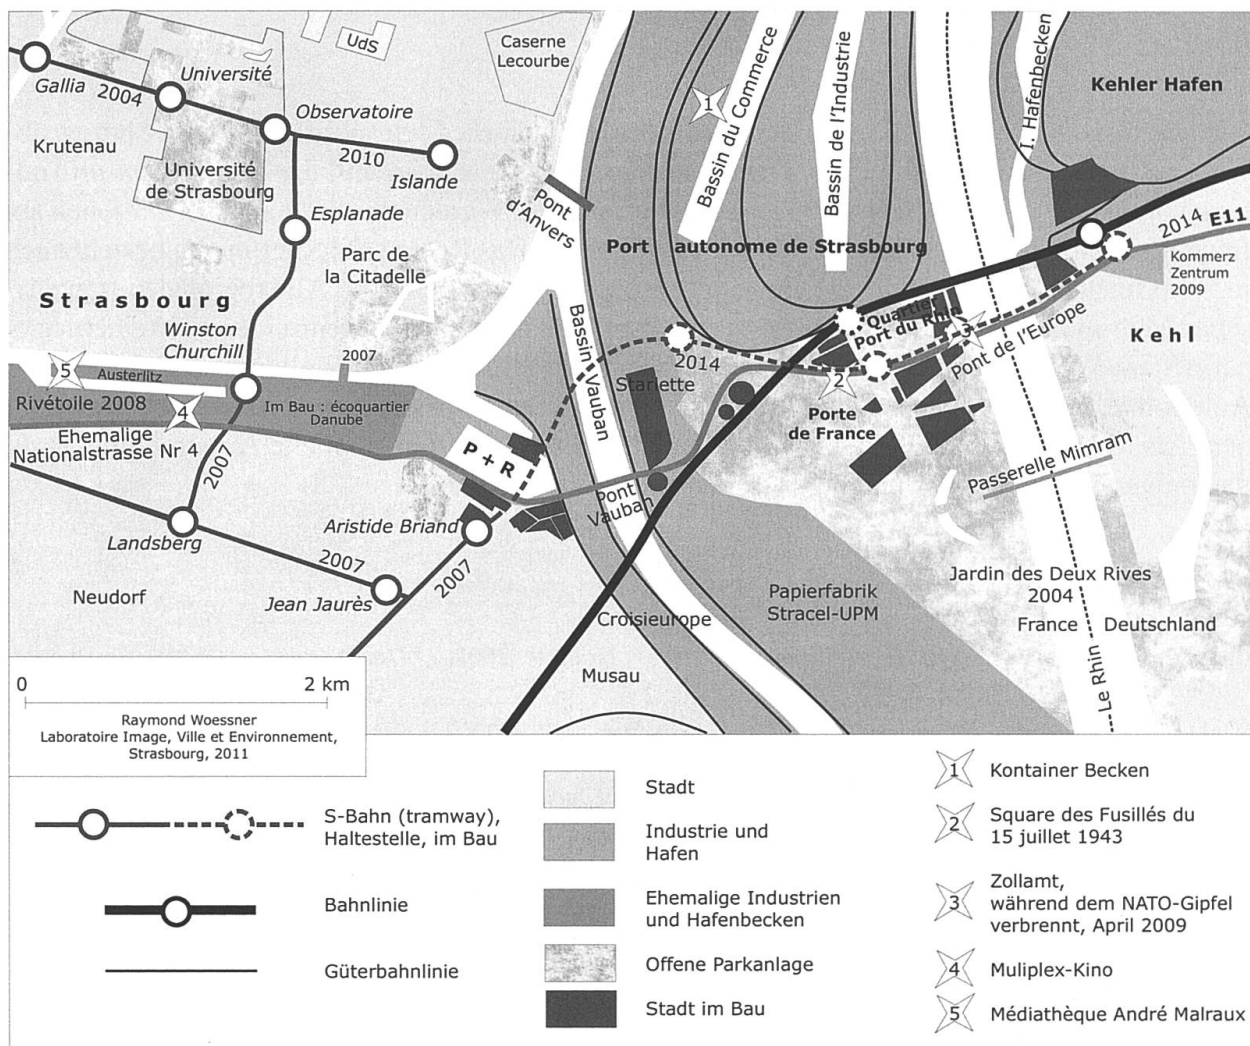 UdS
Caserne
Lecourbe
Gallia
2004
Université
Observatoire
2010
Islande
Krutenau
Université
de Strasbourg
Esplanade
Parc de
la Citadelle
Pont
d'Anvers
Bassin du Commerce
Bassin de l'Industrie
1
I. Hafenbecken
Kehler Hafen
Port autonome de Strasbourg
2014
E11
Kommerz
Zentrum
2009
Kehl
Strasbourg
Winston
Churchill
2007
5
Austerlitz
Rivétoile 2008
4
Im Bau : écoquartier
Danube
Ehemalige
Nationalstrasse Nr 4
2007
Bassin Vauban
2014
Starlette
Quartier
Port du Rhin
3
Pont de l'Europe
2
Porte
de France
P + R
Pont
Vauban
Passerelle Mimram
Aristide Briand
Landsberg
2007
2007
Neudorf
Jean Jaurès
Croisieurope
Papierfabrik
Stracel-UPM
Jardin des Deux Rives
2004
France
Deutschland
Le Rhin
Musau
0
2 km
Raymond Woessner
Laboratoire Image, Ville et Environnement,
Strasbourg, 2011
S-Bahn (tramway),
Haltestelle, im Bau
Bahnlinie
Güterbahnlinie
Stadt
Industrie und
Hafen
Ehemalige Industrien
und Hafenbecken
Offene Parkanlage
Stadt im Bau
1 Kontainer Becken
2 Square des Fusillés du
15 juillet 1943
3 Zollamt,
während dem NATO-Gipfel
verbrennt, April 2009
4 Muliplex-Kino
5 Médiathèque André Malraux